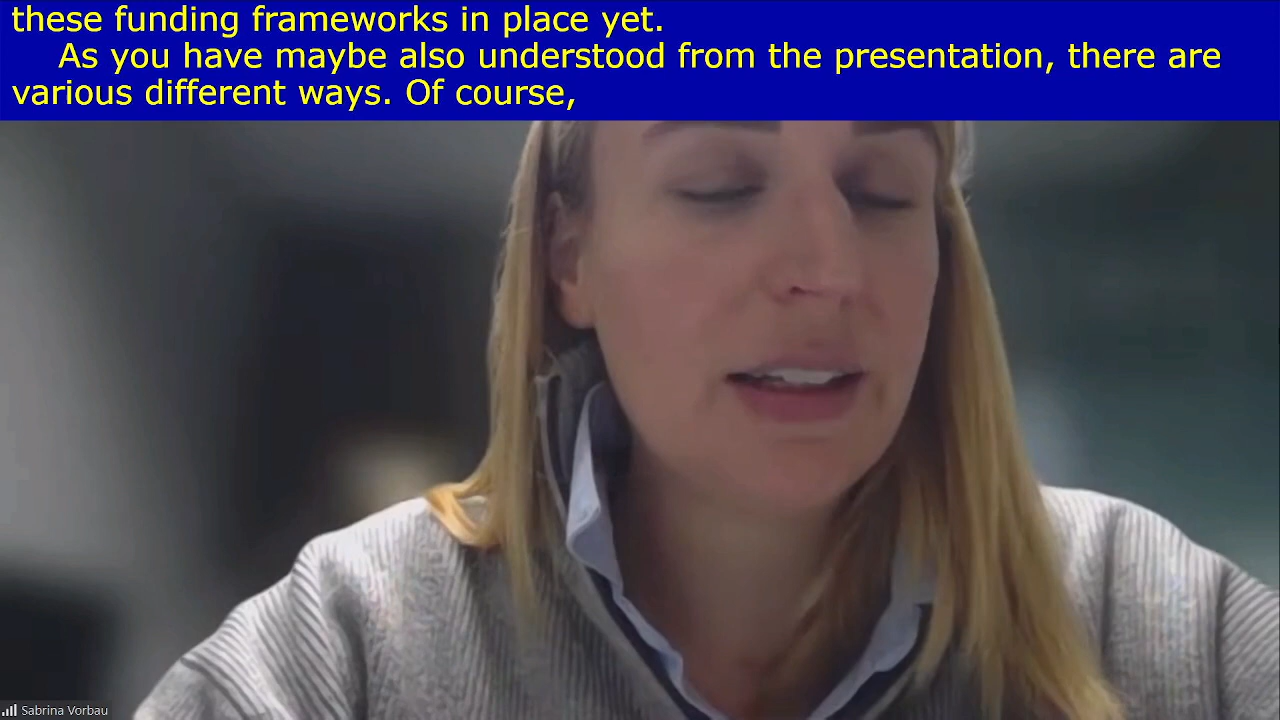 these funding frameworks in place yet.
As you have maybe also understood from the presentation, there are
various different ways. Of course,
Sabrina Vorbau